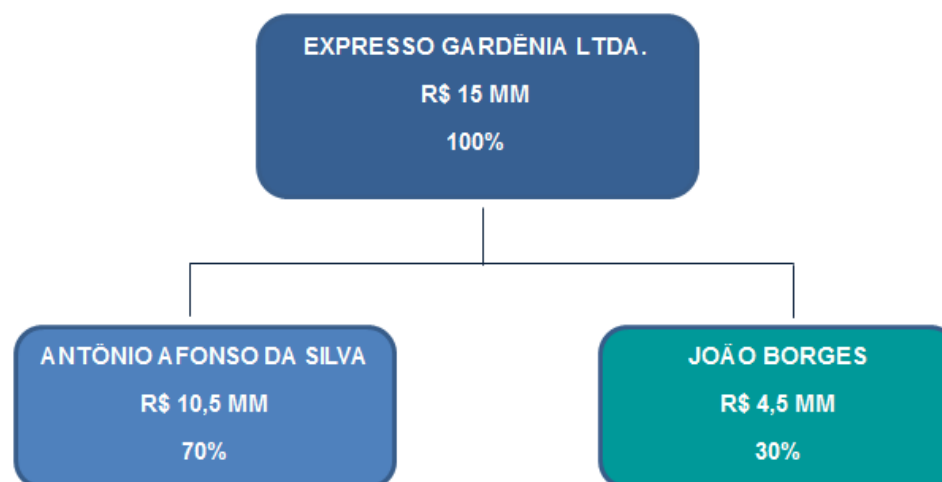 EXPRESSO GARDÊNIA LTDA.
R$ 15 MM
100%
ANTÔNIO AFONSO DA SILVA
R$ 10,5 MM
70%
JOÃO BORGES
R$ 4,5 MM
30%